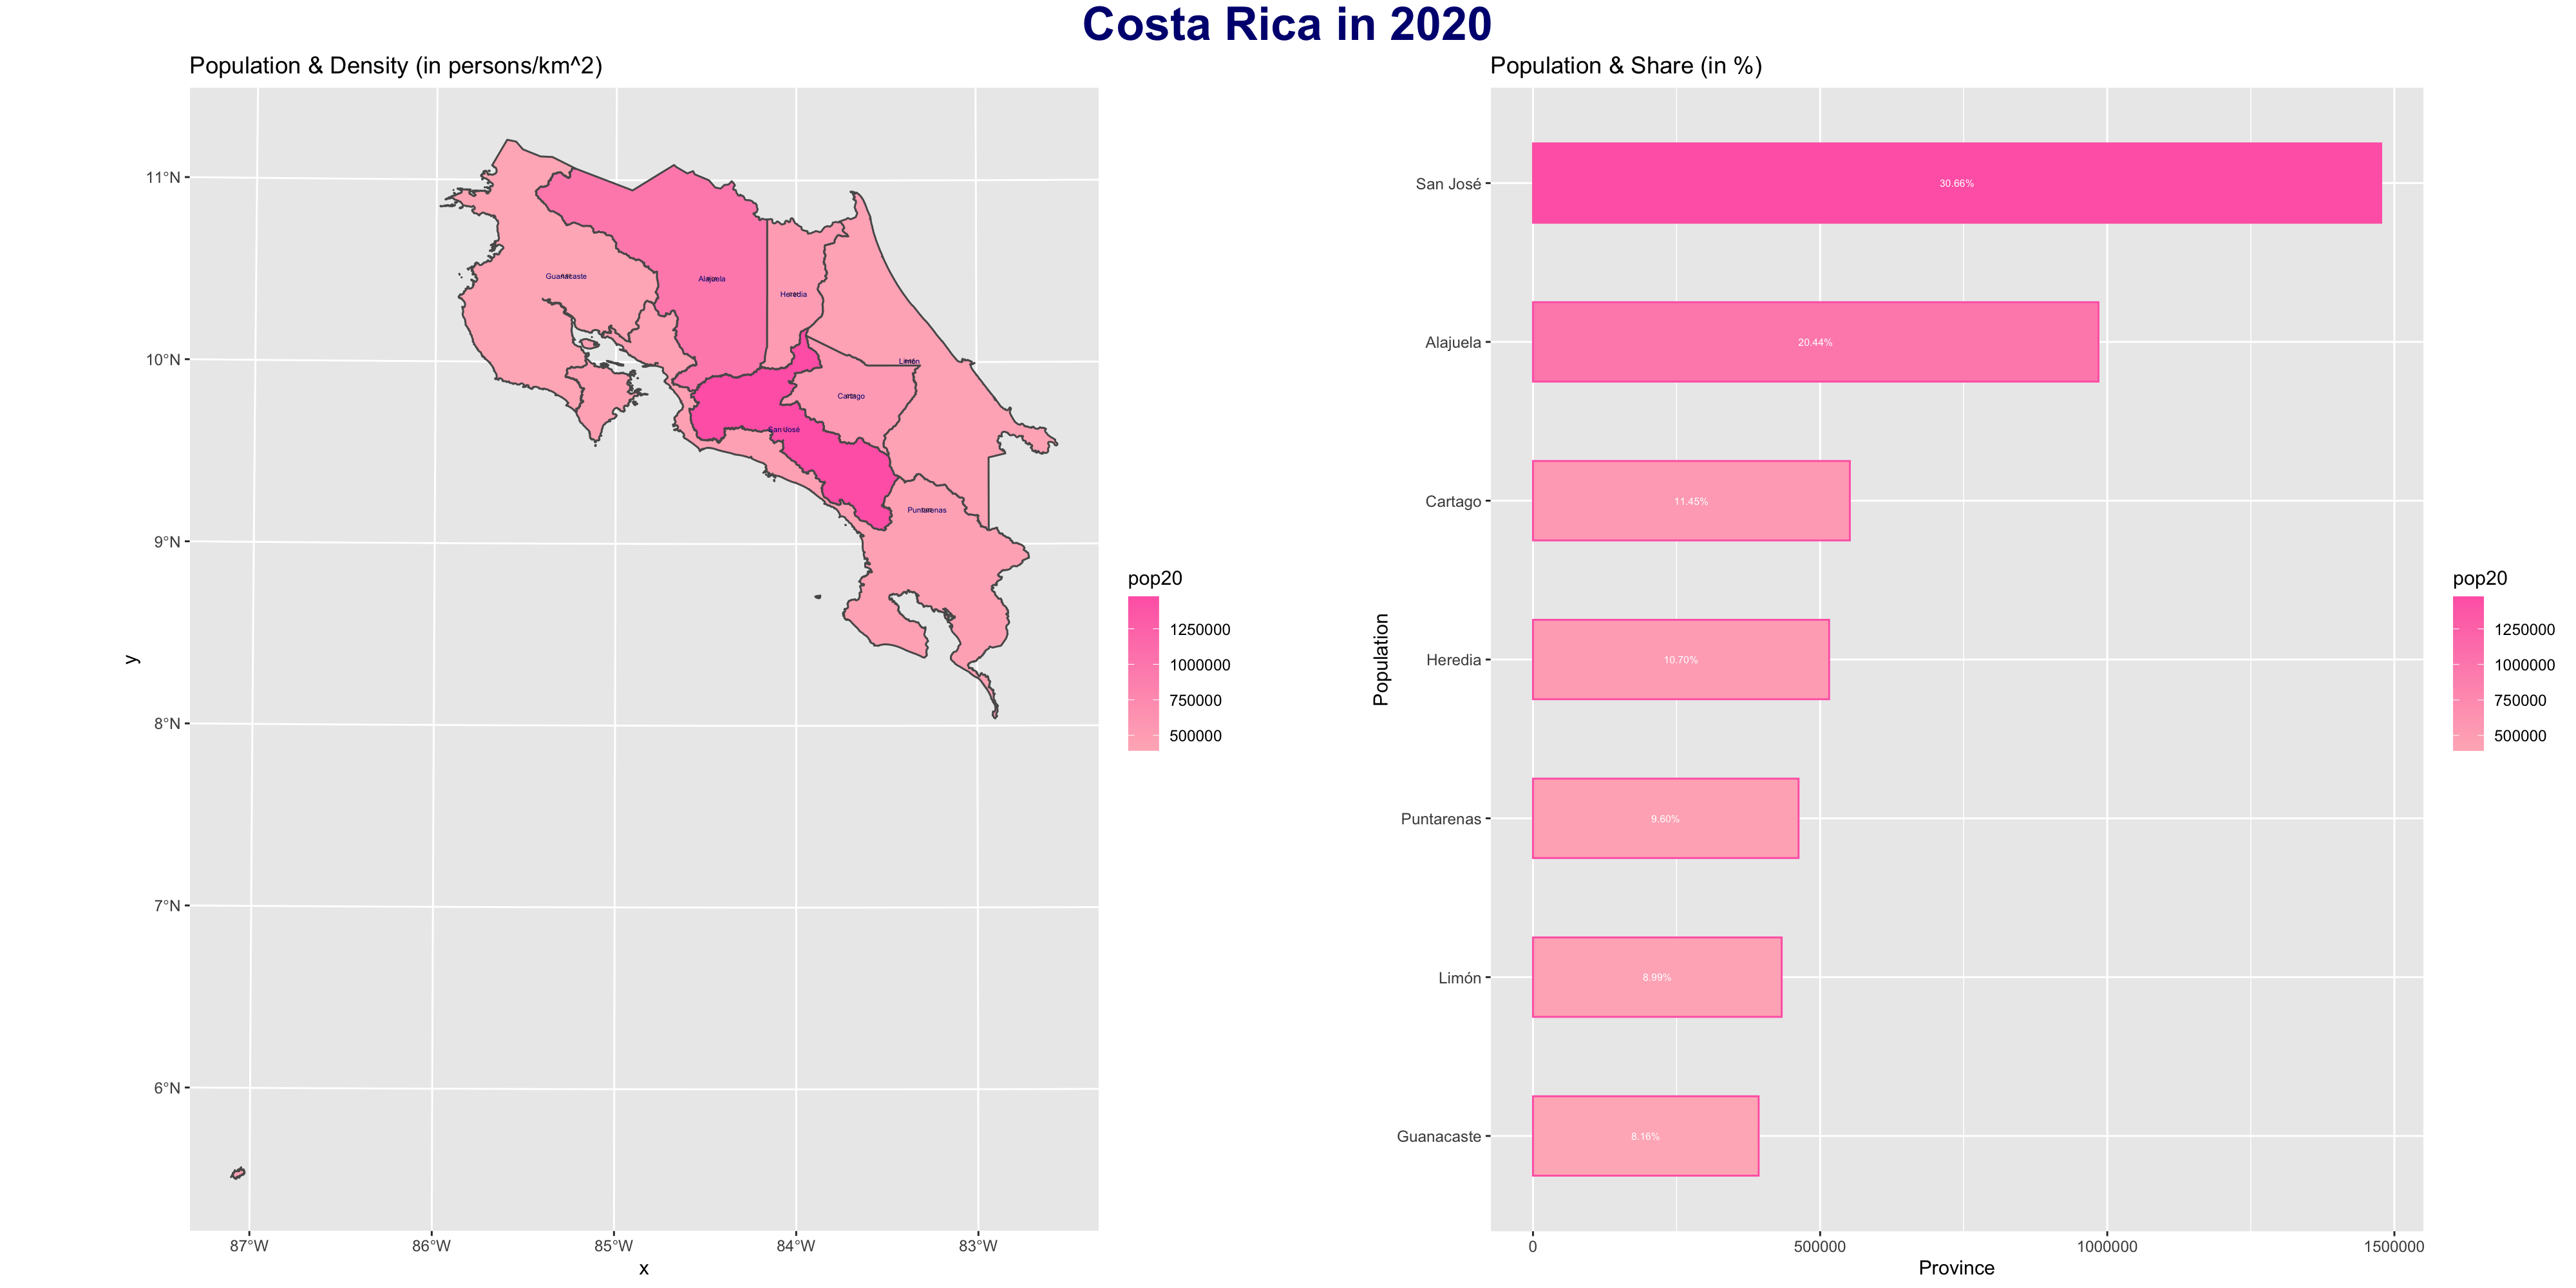 Costa Rica in 2020
Population & Density (in persons/km^2)
11°N
10°N
9°N
8°N
7°N
6°N
87°W
86°W
85°W
84°W
83°W
x
y
Guanacaste
Alajuela
Heredia
Limón
Cartago
San José
Puntarenas
pop20
1250000
1000000
750000
500000
Population & Share (in %)
San José
30.66%
Alajuela
20.44%
Cartago
11.45%
Heredia
10.70%
Puntarenas
9.60%
Limón
8.99%
Guanacaste
8.16%
0
500000
1000000
1500000
Province
Population
pop20
1250000
1000000
750000
500000